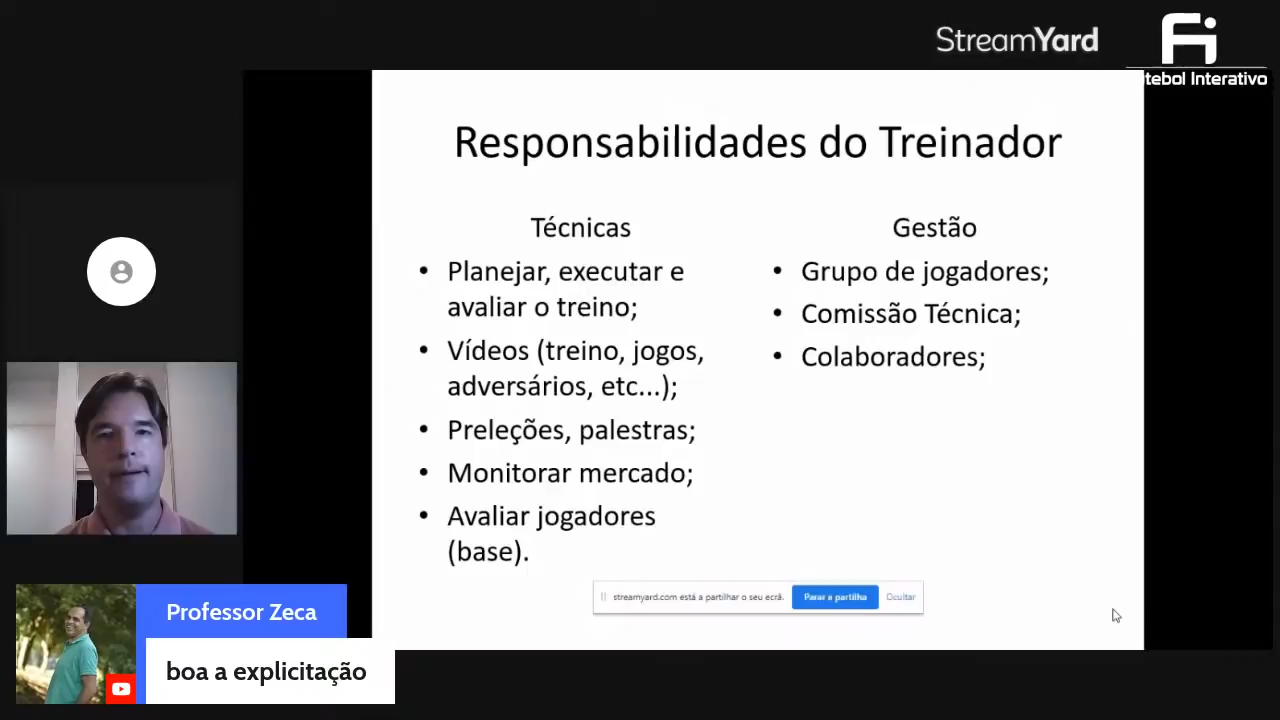 StreamYard
tebol Interativo
Responsabilidades do Treinador
Técnicas
• Planejar, executar e
avaliar o treino;
• Vídeos (treino, jogos,
adversários, etc...);
• Preleções, palestras;
• Monitorar mercado;
• Avaliar jogadores
(base).
Gestão
• Grupo de jogadores;
• Comissão Técnica;
• Colaboradores;
streamyard.com está a partilhar o seu ecrã.
Parar a partilha
Ocultar
Professor Zeca
boa a explicitação